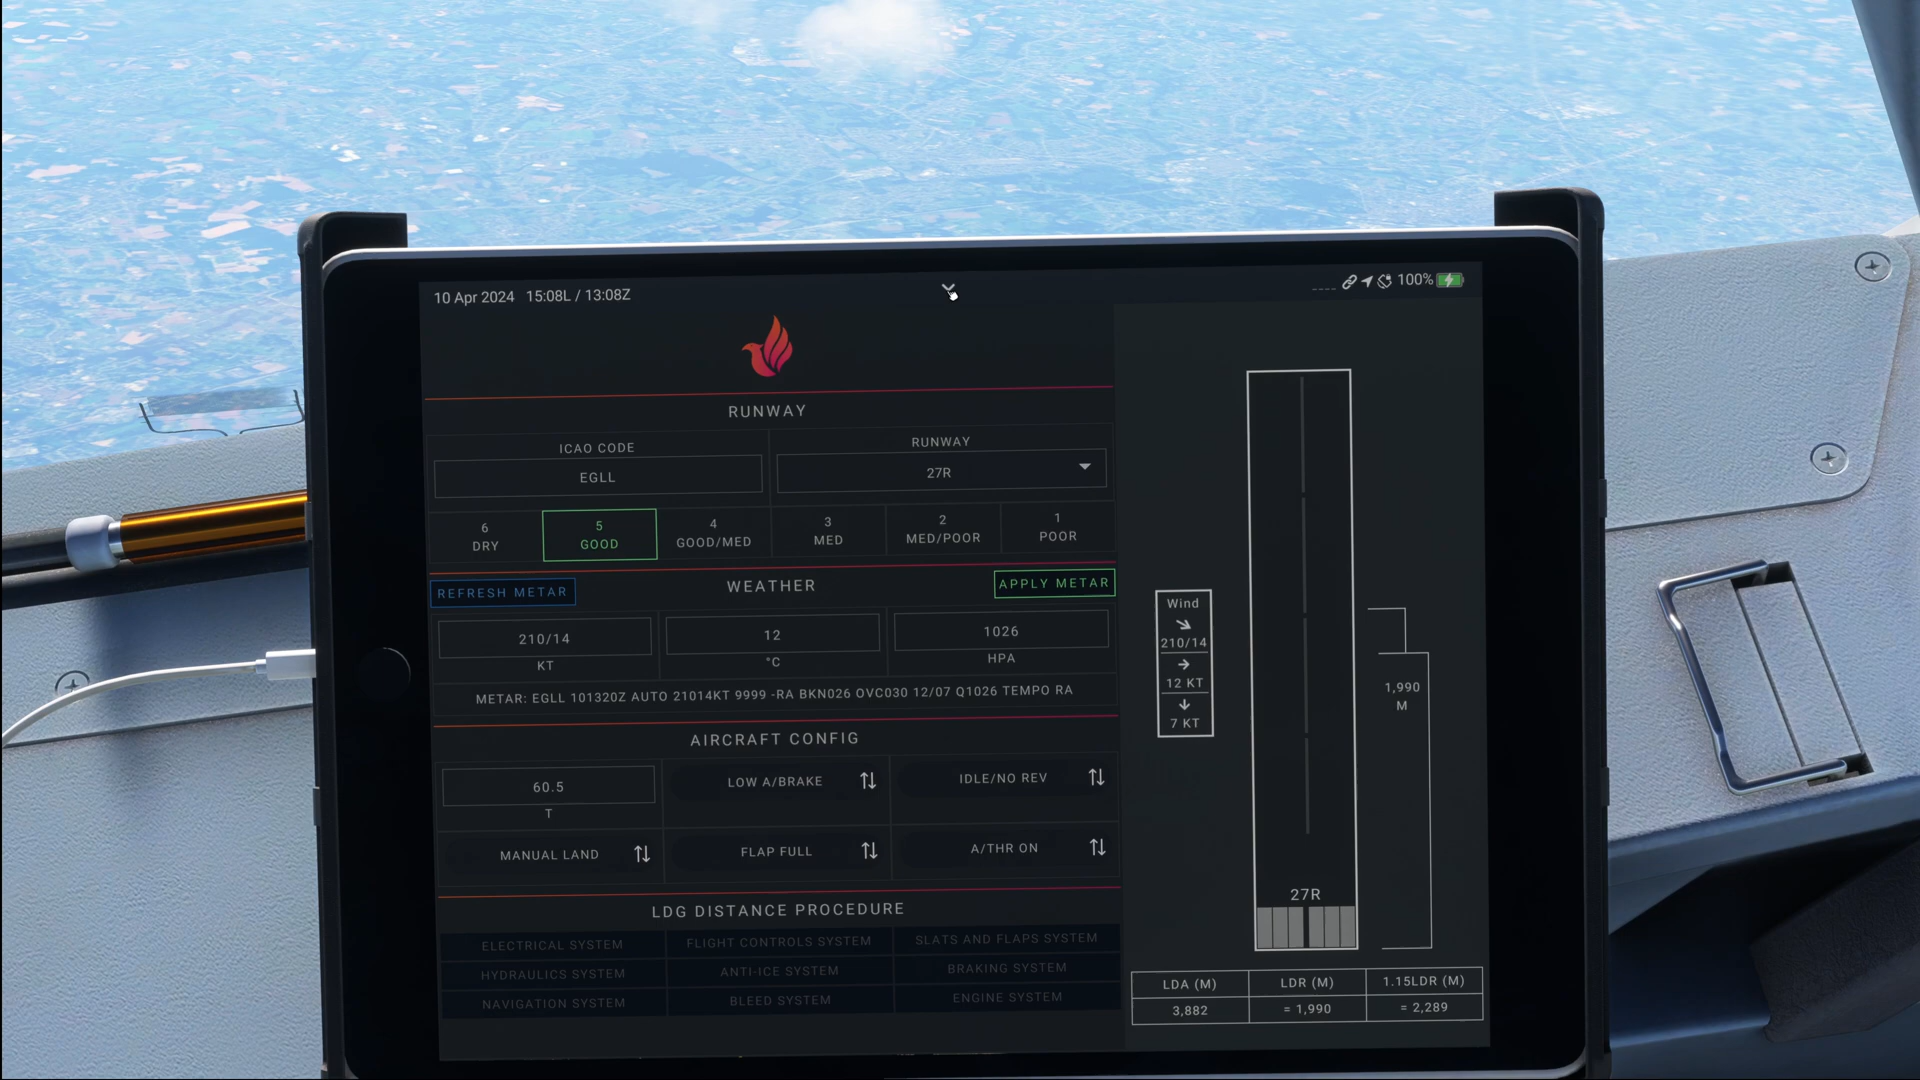 10 Apr 2024 15:08L / 13:08Z
100%
RUNWAY
ICAO CODE
RUNWAY
EGLL
27R
6 DRY
5 GOOD
4 GOOD/MED
3 MED
2 MED/POOR
1 POOR
REFRESH METAR
WEATHER
APPLY METAR
210/14
KT
12
°C
1026
HPA
METAR: EGLL 101320Z AUTO 21014KT 9999 -RA BKN026 OVC030 12/07 Q1026 TEMPO RA
AIRCRAFT CONFIG
60.5
T
LOW A/BRAKE
IDLE/NO REV
MANUAL LAND
FLAP FULL
A/THR ON
LDG DISTANCE PROCEDURE
ELECTRICAL SYSTEM
FLIGHT CONTROLS SYSTEM
SLATS AND FLAPS SYSTEM
HYDRAULICS SYSTEM
ANTI-ICE SYSTEM
BRAKING SYSTEM
NAVIGATION SYSTEM
BLEED SYSTEM
ENGINE SYSTEM
Wind
210/14
12 KT
7 KT
1,990
M
27R
LDA (M)
LDR (M)
1.15LDR (M)
3,882
= 1,990
= 2,289